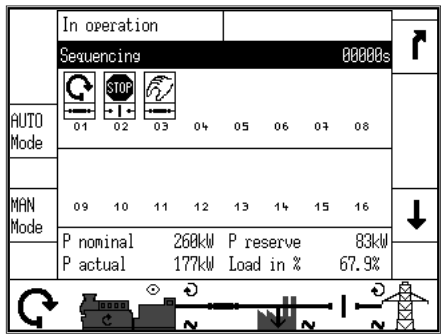 In operation
Sequencing 00000s
STOP
01 02 03 04 05 06 07 08
AUTO
Mode
09 10 11 12 13 14 15 16
MAN
Mode
P nominal 260kW P reserve 83kW
P actual 177kW Load in % 67.9%